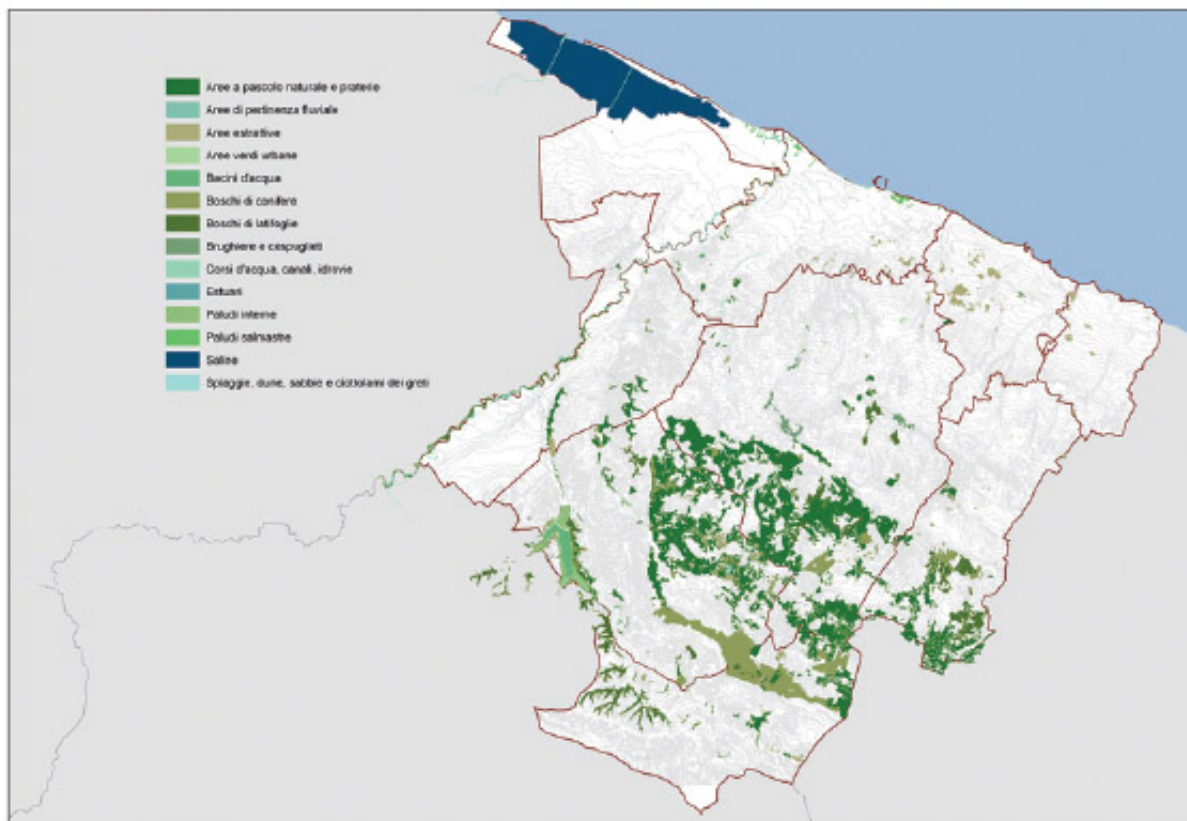 Aree a pascolo naturale e praterie
Aree di pertinenza fluviale
Aree estrattive
Aree verdi urbane
Bacini d'acqua
Boschi di conifere
Boschi di latifoglie
Brughiere e cespuglieti
Corsi d'acqua, canali, idrovie
Estuari
Paludi interne
Paludi salmastre
Saline
Spiagge, dune, sabbie e ciottolami dei greti